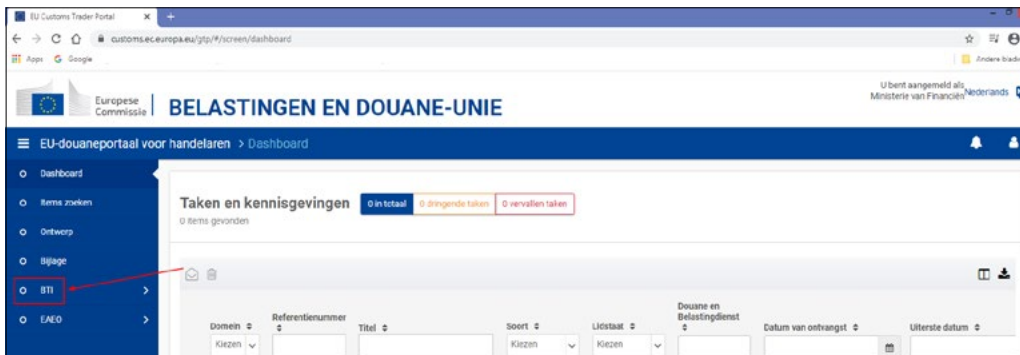 EU Customs Trader Portal
customs.ec.europa.eu/gtp/#/screen/dashboard
Apps Google Andere bladw
Europese
Commissie
BELASTINGEN EN DOUANE-UNIE
U bent aangemeld als
Ministerie van Financiën
Nederlands
EU-douaneportaal voor handelaren > Dashboard
Dashboard
Items zoeken
Ontwerp
Bijlage
BTI
EAEO
Taken en kennisgevingen 0 in totaal 0 dringende taken 0 vervallen taken
0 items gevonden
Domein
Referentienummer
Titel
Soort
Lidstaat
Douane en
Belastingdienst
Datum van ontvangst
Uiterste datum
Kiezen Kiezen Kiezen